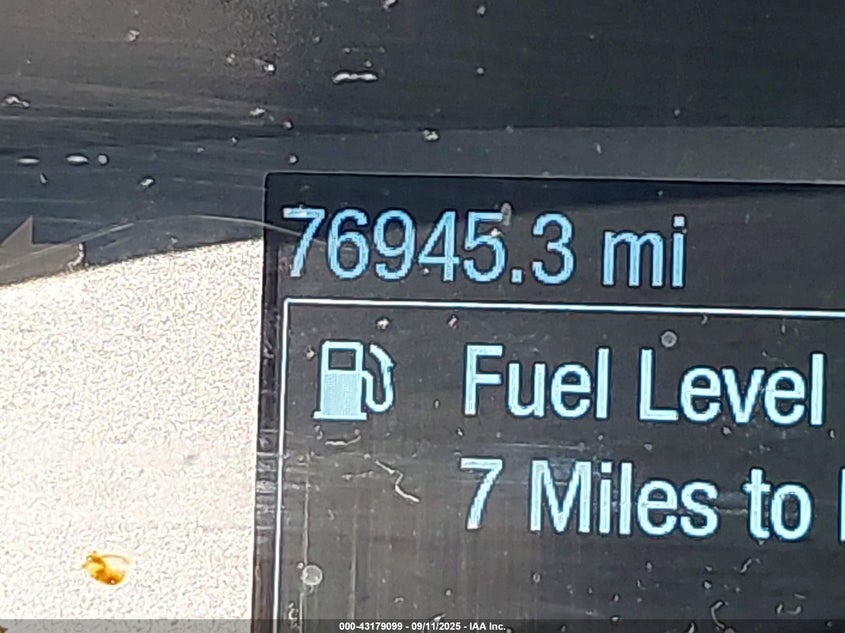 76945.3 mi
Fuel Level
7 Miles to
000-43179099 - 09/11/2025 - IAA Inc.